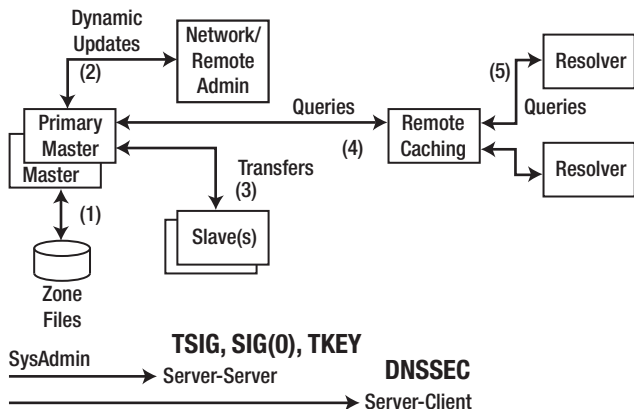 Dynamic
Updates
(2)
Network/
Remote
Admin
(5)
Resolver
Queries
Queries
Primary
Master
Master
Remote
Caching
(4)
Transfers
(3)
Resolver
(1)
Slave(s)
Zone
Files
TSIG, SIG(0), TKEY
SysAdmin
Server-Server
DNSSEC
Server-Client